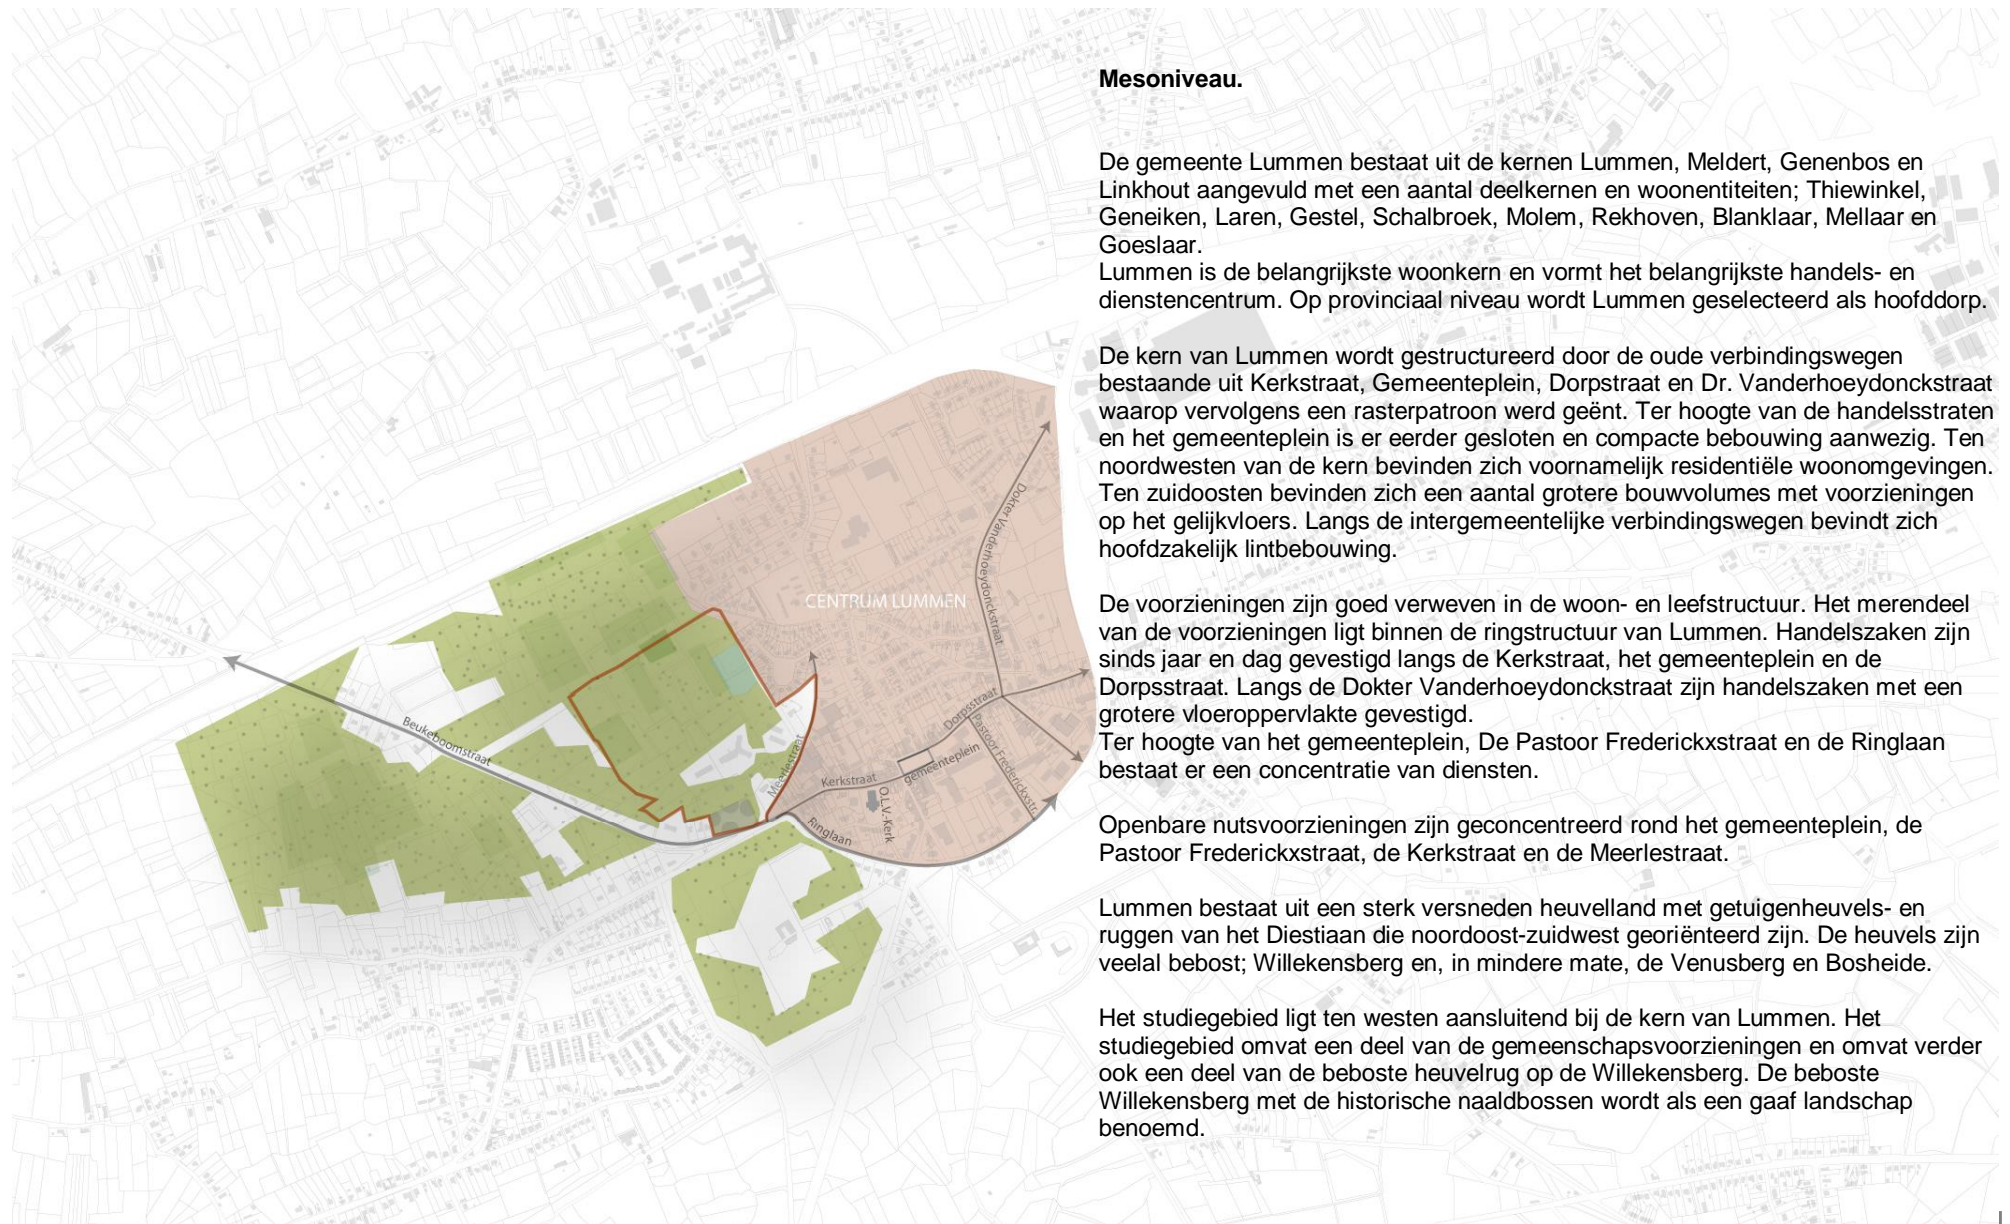 Mesoniveau.
De gemeente Lummen bestaat uit de kernen Lummen, Meldert, Genenbos en
Linkhout aangevuld met een aantal deelkernen en woonentiteiten; Thiewinkel,
Geneiken, Laren, Gestel, Schalbroek, Molem, Rekhoven, Blanklaar, Mellaar en
Goeslaar.
Lummen is de belangrijkste woonkern en vormt het belangrijkste handels- en
dienstencentrum. Op provinciaal niveau wordt Lummen geselecteerd als hoofddorp.
De kern van Lummen wordt gestructureerd door de oude verbindingswegen
bestaande uit Kerkstraat, Gemeenteplein, Dorpstraat en Dr. Vanderhoeydonckstraat
waarop vervolgens een rasterpatroon werd geënt. Ter hoogte van de handelsstraten
en het gemeenteplein is er eerder gesloten en compacte bebouwing aanwezig. Ten
noordwesten van de kern bevinden zich voornamelijk residentiële woonomgevingen.
Ten zuidoosten bevinden zich een aantal grotere bouwvolumes met voorzieningen
op het gelijkvloers. Langs de intergemeentelijke verbindingswegen bevindt zich
hoofdzakelijk lintbebouwing.
De voorzieningen zijn goed verweven in de woon- en leefstructuur. Het merendeel
van de voorzieningen ligt binnen de ringstructuur van Lummen. Handelszaken zijn
sinds jaar en dag gevestigd langs de Kerkstraat, het gemeenteplein en de
Dorpsstraat. Langs de Dokter Vanderhoeydonckstraat zijn handelszaken met een
grotere vloeroppervlakte gevestigd.
Ter hoogte van het gemeenteplein, De Pastoor Frederickxstraat en de Ringlaan
bestaat er een concentratie van diensten.
Openbare nutsvoorzieningen zijn geconcentreerd rond het gemeenteplein, de
Pastoor Frederickxstraat, de Kerkstraat en de Meerlestraat.
Lummen bestaat uit een sterk versneden heuvelland met getuigenheuvels- en
ruggen van het Diestiaan die noordoost-zuidwest georiënteerd zijn. De heuvels zijn
veelal bebost; Willekensberg en, in mindere mate, de Venusberg en Bosheide.
Het studiegebied ligt ten westen aansluitend bij de kern van Lummen. Het
studiegebied omvat een deel van de gemeenschapsvoorzieningen en omvat verder
ook een deel van de beboste heuvelrug op de Willekensberg. De beboste
Willekensberg met de historische naaldbossen wordt als een gaaf landschap
benoemd.
CENTRUM LUMMEN
Dokter Vanderhoeydonckstraat
Dorpsstraat
Pastoor Frederickxstr.
gemeenteplein
Kerkstraat
O.L.V.-Kerk
Meerlestraat
Ringlaan
Beukeboomstraat